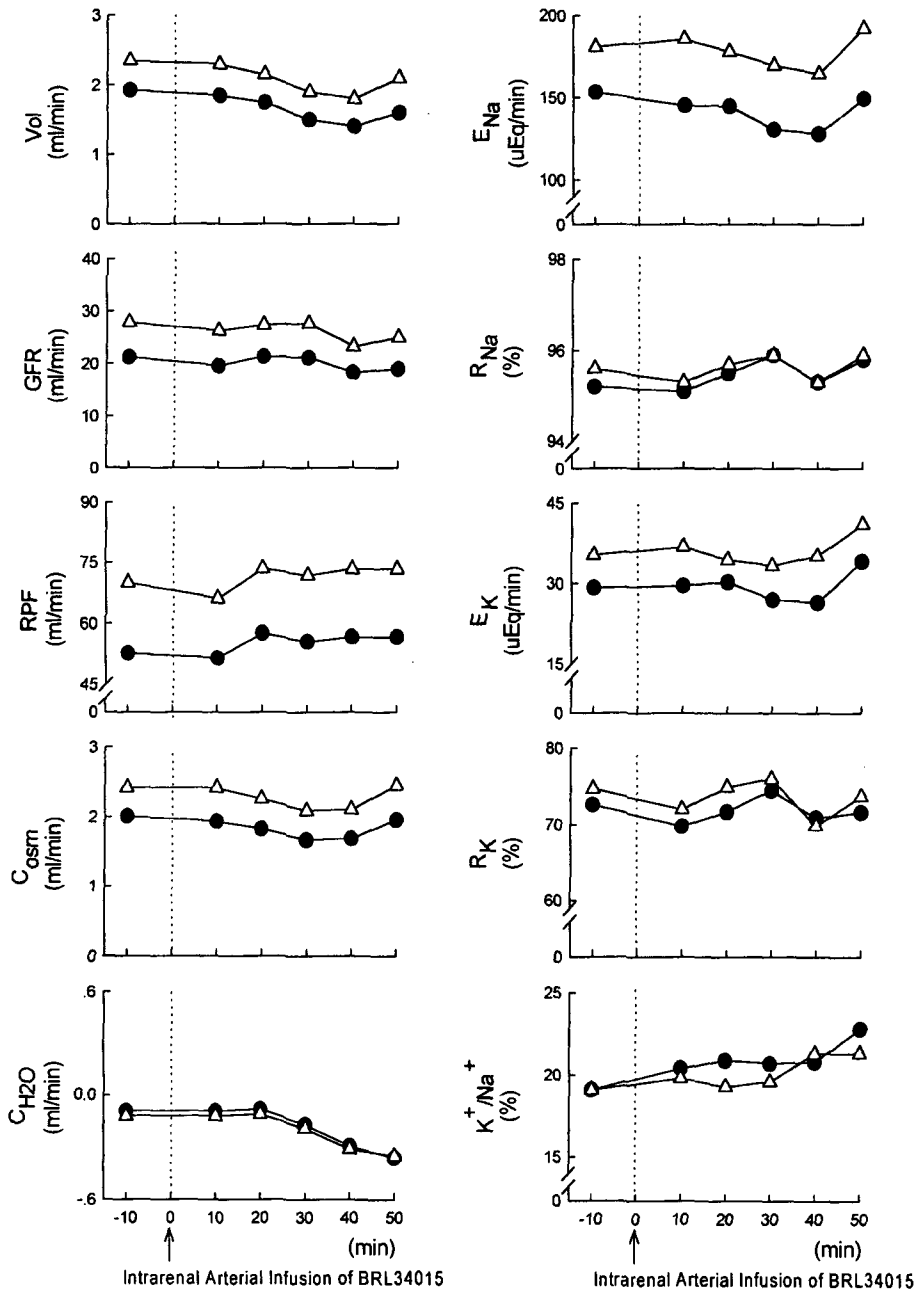 3
2
1
0
Vol
(ml/min)
200
150
100
0
E_Na
(uEq/min)
40
30
20
10
0
GFR
(ml/min)
98
96
94
0
R_Na
(%)
90
75
60
45
0
RPF
(ml/min)
45
30
15
0
E_K
(uEq/min)
3
2
1
0
C_osm
(ml/min)
80
70
60
0
R_K
(%)
.6
0.0
-.6
C_H2O
(ml/min)
25
20
15
0
K+/Na+
(%)
-10 0 10 20 30 40 50
(min)
Intrarenal Arterial Infusion of BRL34015
-10 0 10 20 30 40 50
(min)
Intrarenal Arterial Infusion of BRL34015